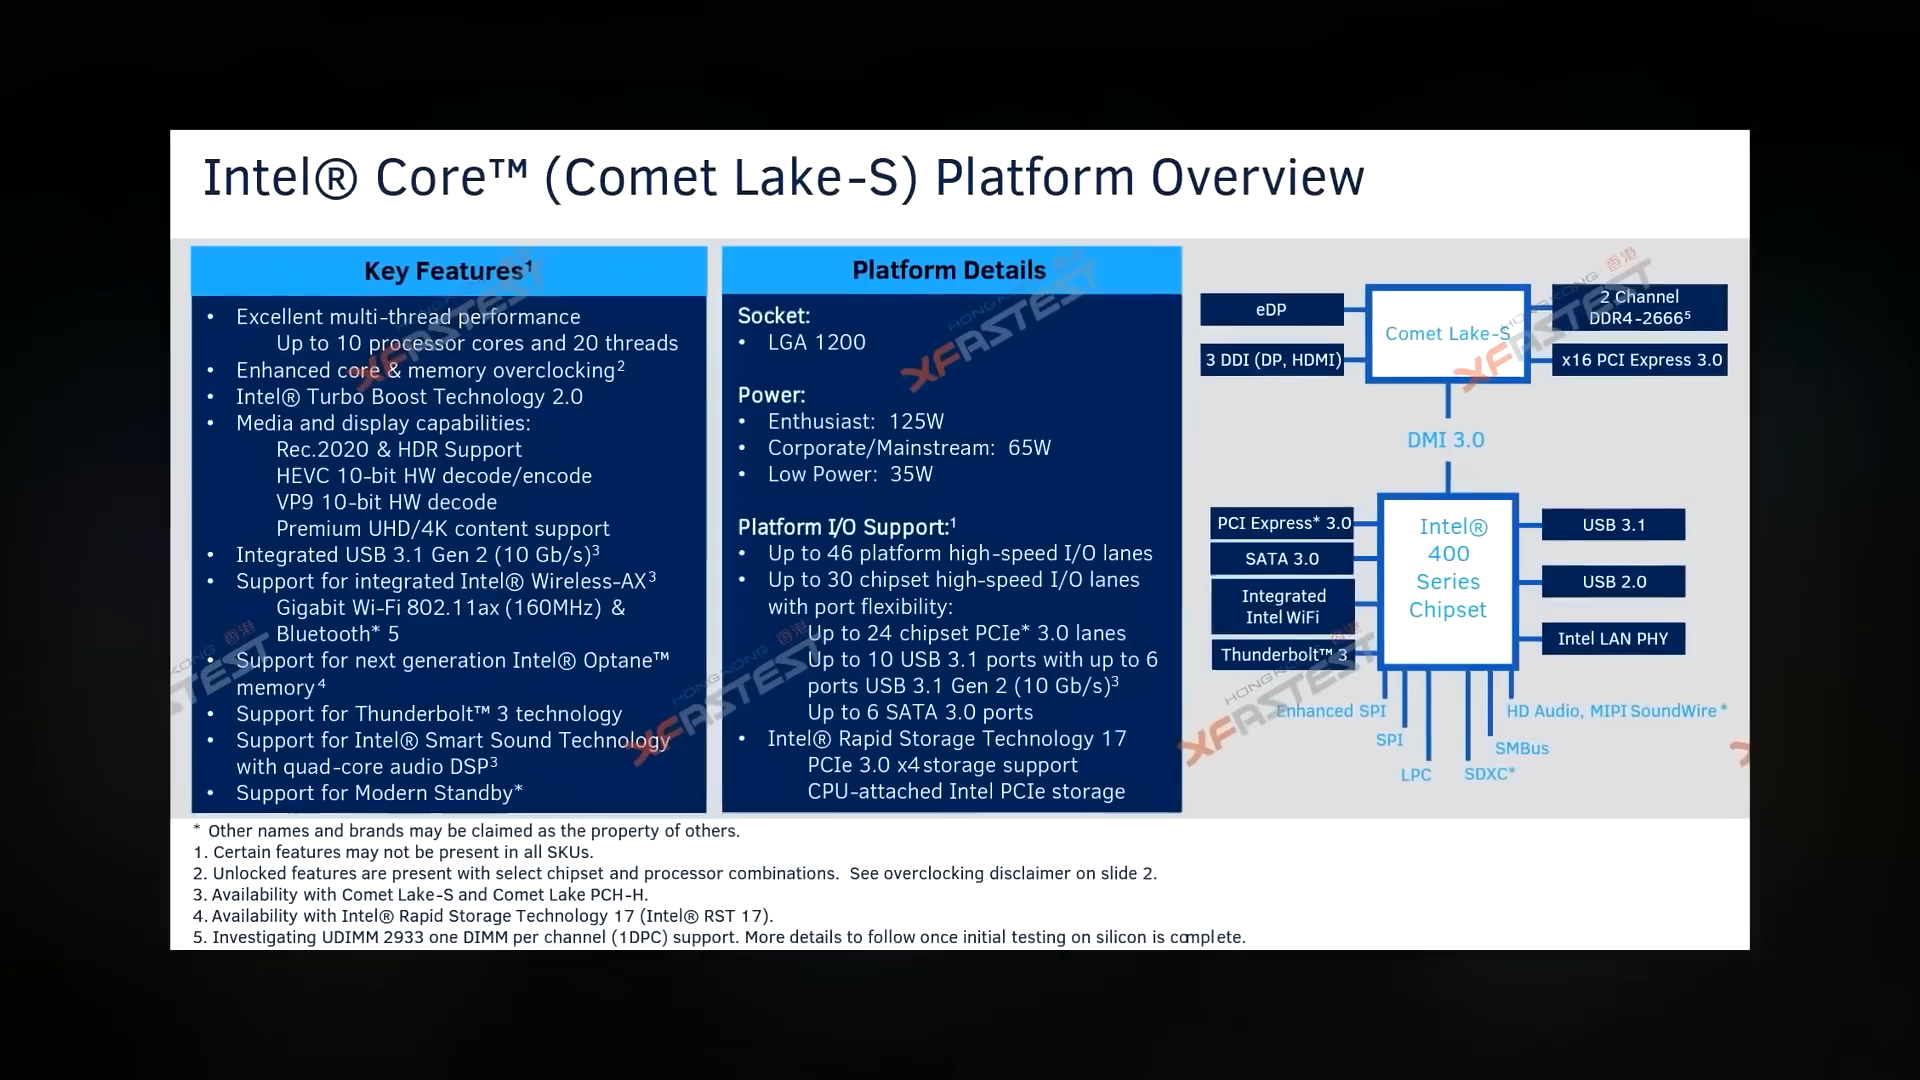 Intel® Core™ (Comet Lake-S) Platform Overview
Key Features¹
• Excellent multi-thread performance
Up to 10 processor cores and 20 threads
• Enhanced core & memory overclocking²
• Intel® Turbo Boost Technology 2.0
• Media and display capabilities:
Rec.2020 & HDR Support
HEVC 10-bit HW decode/encode
VP9 10-bit HW decode
Premium UHD/4K content support
• Integrated USB 3.1 Gen 2 (10 Gb/s)³
• Support for integrated Intel® Wireless-AX³
Gigabit Wi-Fi 802.11ax (160MHz) &
Bluetooth* 5
• Support for next generation Intel® Optane™
memory⁴
• Support for Thunderbolt™ 3 technology
• Support for Intel® Smart Sound Technology
with quad-core audio DSP³
• Support for Modern Standby*
Platform Details
Socket:
• LGA 1200
Power:
• Enthusiast: 125W
• Corporate/Mainstream: 65W
• Low Power: 35W
Platform I/O Support:¹
• Up to 46 platform high-speed I/O lanes
• Up to 30 chipset high-speed I/O lanes
with port flexibility:
Up to 24 chipset PCIe* 3.0 lanes
Up to 10 USB 3.1 ports with up to 6
ports USB 3.1 Gen 2 (10 Gb/s)³
Up to 6 SATA 3.0 ports
• Intel® Rapid Storage Technology 17
PCIe 3.0 x4 storage support
CPU-attached Intel PCIe storage
eDP
3 DDI (DP, HDMI)
Comet Lake-S
2 Channel
DDR4-2666⁵
x16 PCI Express 3.0
DMI 3.0
PCI Express* 3.0
SATA 3.0
Integrated
Intel WiFi
Thunderbolt™ 3
Intel®
400
Series
Chipset
USB 3.1
USB 2.0
Intel LAN PHY
Enhanced SPI
SPI
LPC
SDXC*
SMBus
HD Audio, MIPI SoundWire*
* Other names and brands may be claimed as the property of others.
1. Certain features may not be present in all SKUs.
2. Unlocked features are present with select chipset and processor combinations. See overclocking disclaimer on slide 2.
3. Availability with Comet Lake-S and Comet Lake PCH-H.
4. Availability with Intel® Rapid Storage Technology 17 (Intel® RST 17).
5. Investigating UDIMM 2933 one DIMM per channel (1DPC) support. More details to follow once initial testing on silicon is complete.
HONG KONG 香港
XFASTEST